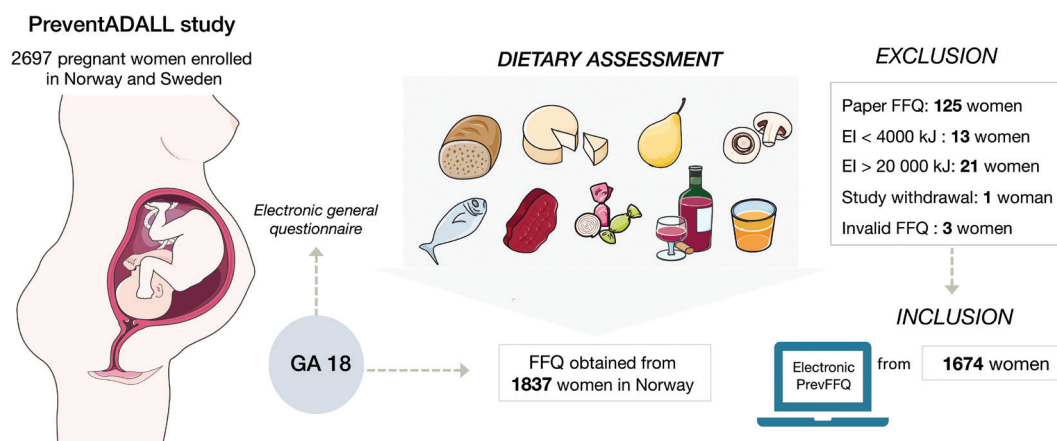 PreventADALL study
2697 pregnant women enrolled
in Norway and Sweden
Electronic general
questionnaire
GA 18
DIETARY ASSESSMENT
FFQ obtained from
1837 women in Norway
EXCLUSION
Paper FFQ: 125 women
EI < 4000 kJ : 13 women
EI > 20 000 kJ: 21 women
Study withdrawal: 1 woman
Invalid FFQ : 3 women
INCLUSION
Electronic
PrevFFQ
from
1674 women